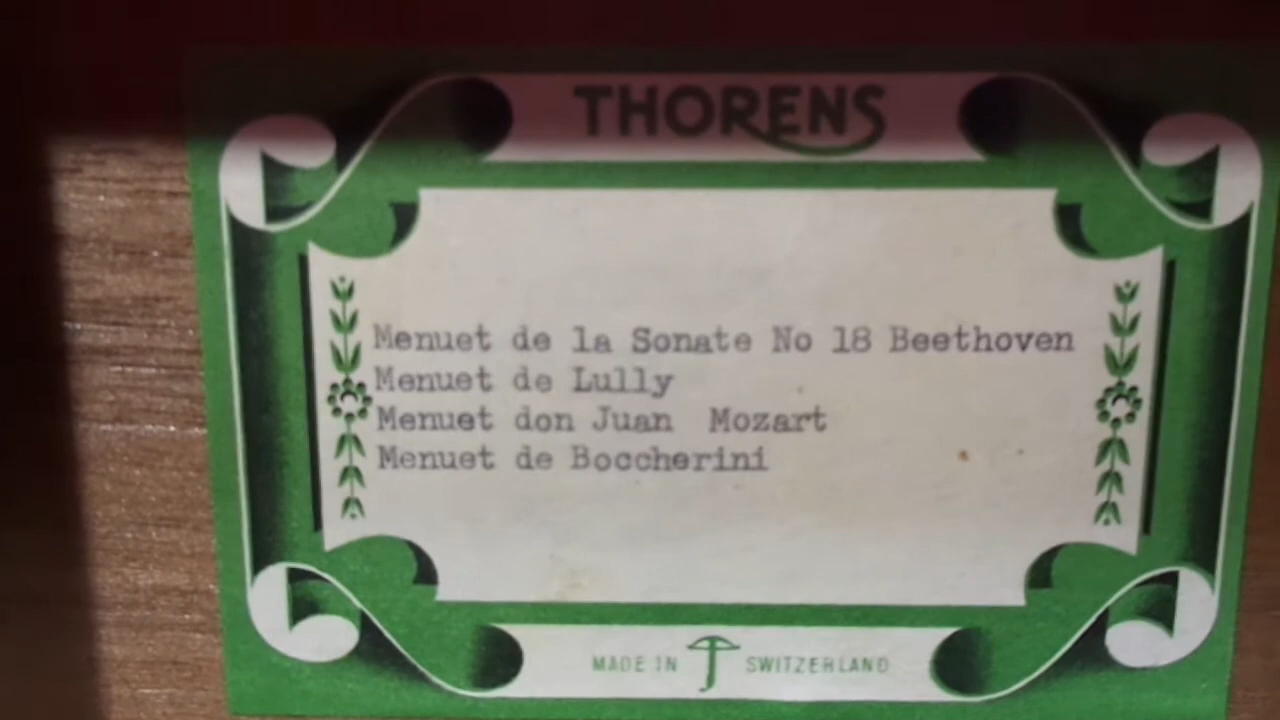 THORENS
Menuet de la Sonate No 18 Beethoven
Menuet de Lully
Menuet don Juan Mozart
Menuet de Boccherini
MADE IN SWITZERLAND